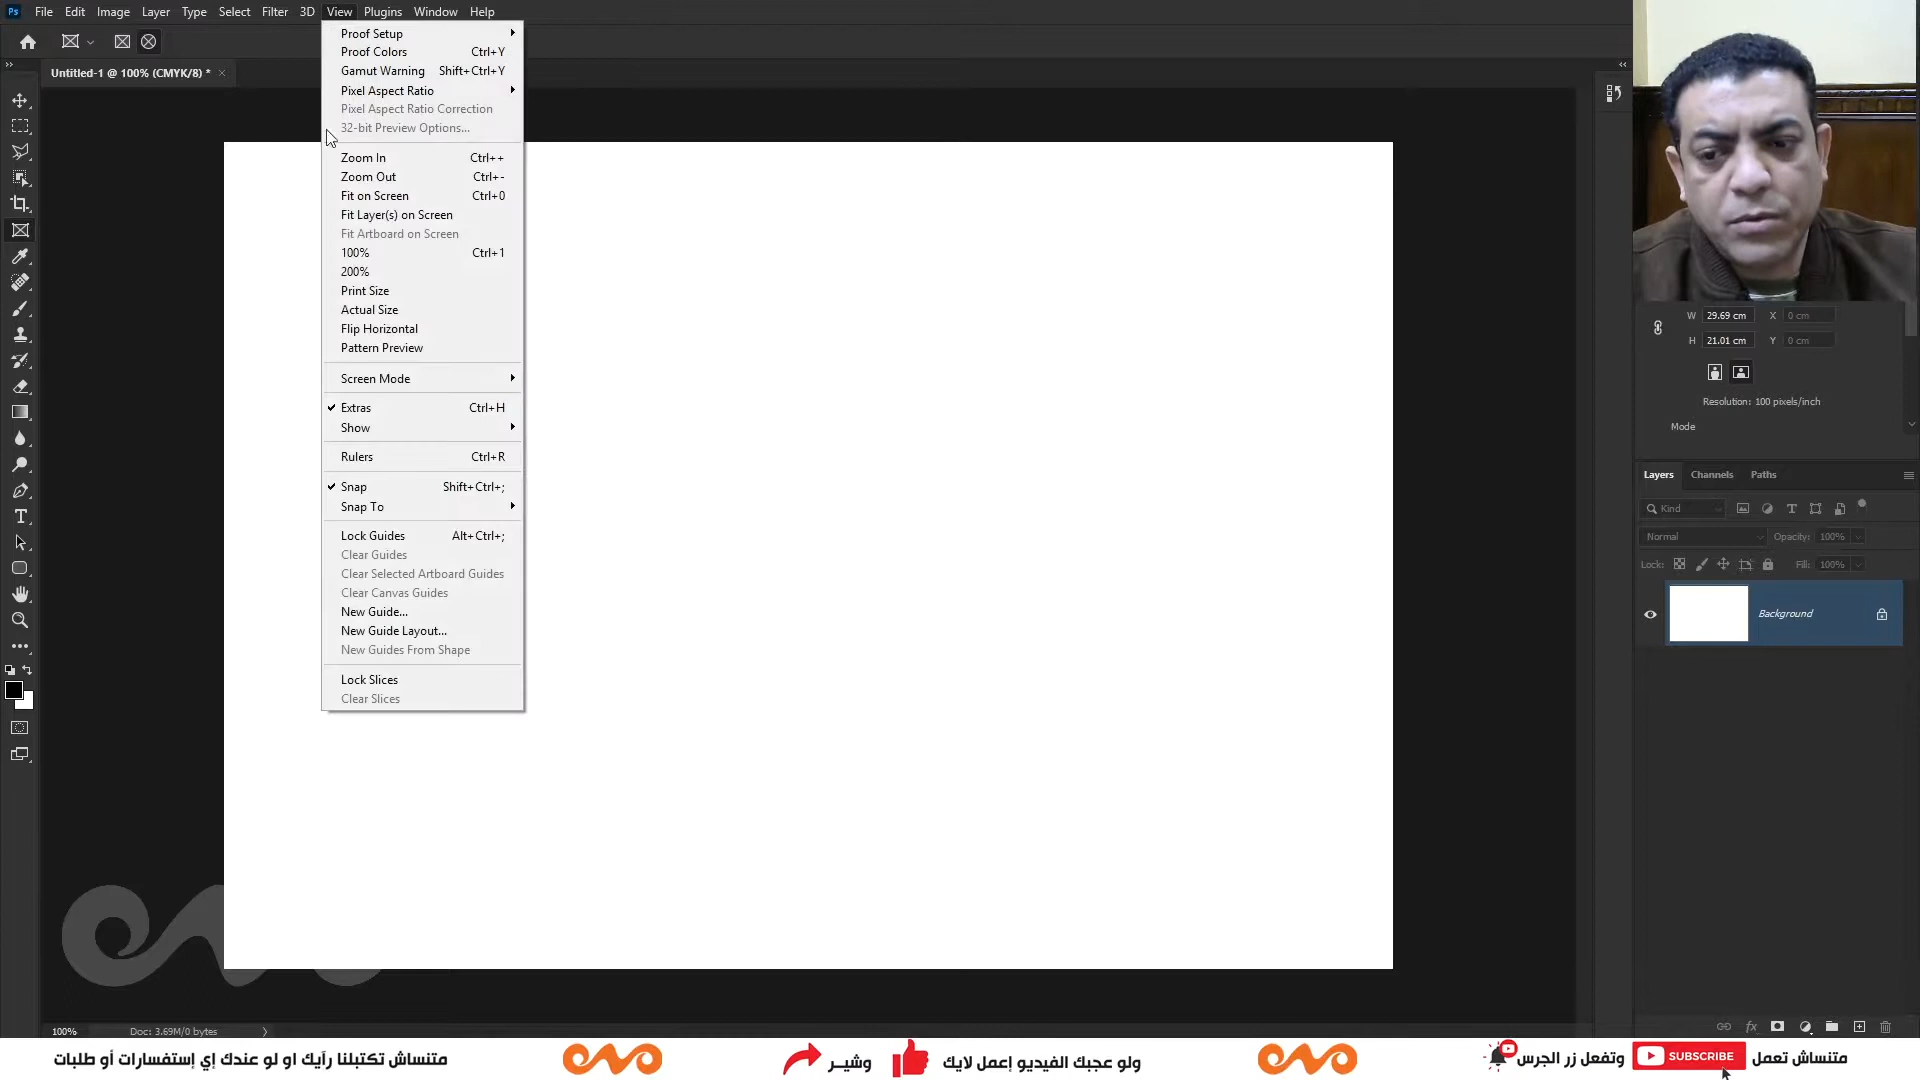 Ps File Edit Image Layer Type Select Filter 3D View Plugins Window Help
Untitled-1 @ 100% (CMYK/8) *
Proof Setup
Proof Colors Ctrl+Y
Gamut Warning Shift+Ctrl+Y
Pixel Aspect Ratio
Pixel Aspect Ratio Correction
32-bit Preview Options...
Zoom In Ctrl++
Zoom Out Ctrl+-
Fit on Screen Ctrl+0
Fit Layer(s) on Screen
Fit Artboard on Screen
100% Ctrl+1
200%
Print Size
Actual Size
Flip Horizontal
Pattern Preview
Screen Mode
Extras Ctrl+H
Show
Rulers Ctrl+R
Snap Shift+Ctrl+;
Snap To
Lock Guides Alt+Ctrl+;
Clear Guides
Clear Selected Artboard Guides
Clear Canvas Guides
New Guide...
New Guide Layout...
New Guides From Shape
Lock Slices
Clear Slices
W 29.69 cm X 0 cm
H 21.01 cm Y 0 cm
Resolution: 100 pixels/inch
Mode
Layers Channels Paths
Kind
Normal Opacity: 100%
Lock: Fill: 100%
Background
fx
100% Doc: 3.69M/0 bytes
متنساش تعمل SUBSCRIBE وتفعل زر الجرس
ولو عجبك الفيديو إعمل لايك وشير
متنساش تكتبلنا رآيك او لو عندك إي إستفسارات أو طلبات